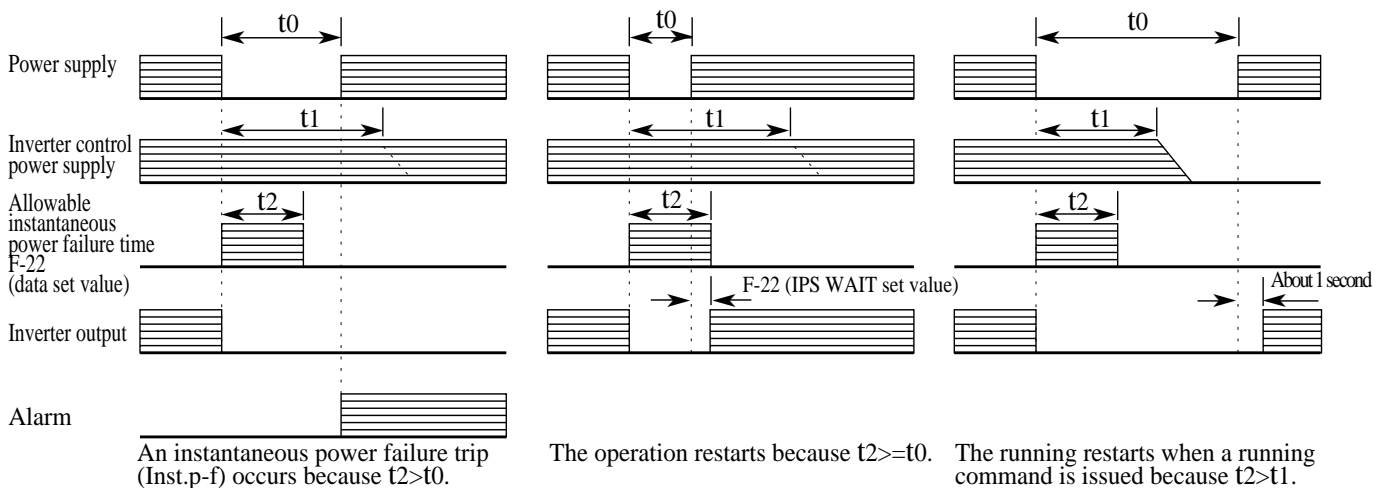 t0
t0
t0
Power supply
t1
t1
t1
Inverter control
power supply
t2
t2
t2
Allowable
instantaneous
power failure time
F-22
(data set value)
F-22 (IPS WAIT set value)
About 1 second
Inverter output
Alarm
An instantaneous power failure trip
(Inst.p-f) occurs because t2>t0.
The operation restarts because t2>=t0.
The running restarts when a running
command is issued because t2>t1.